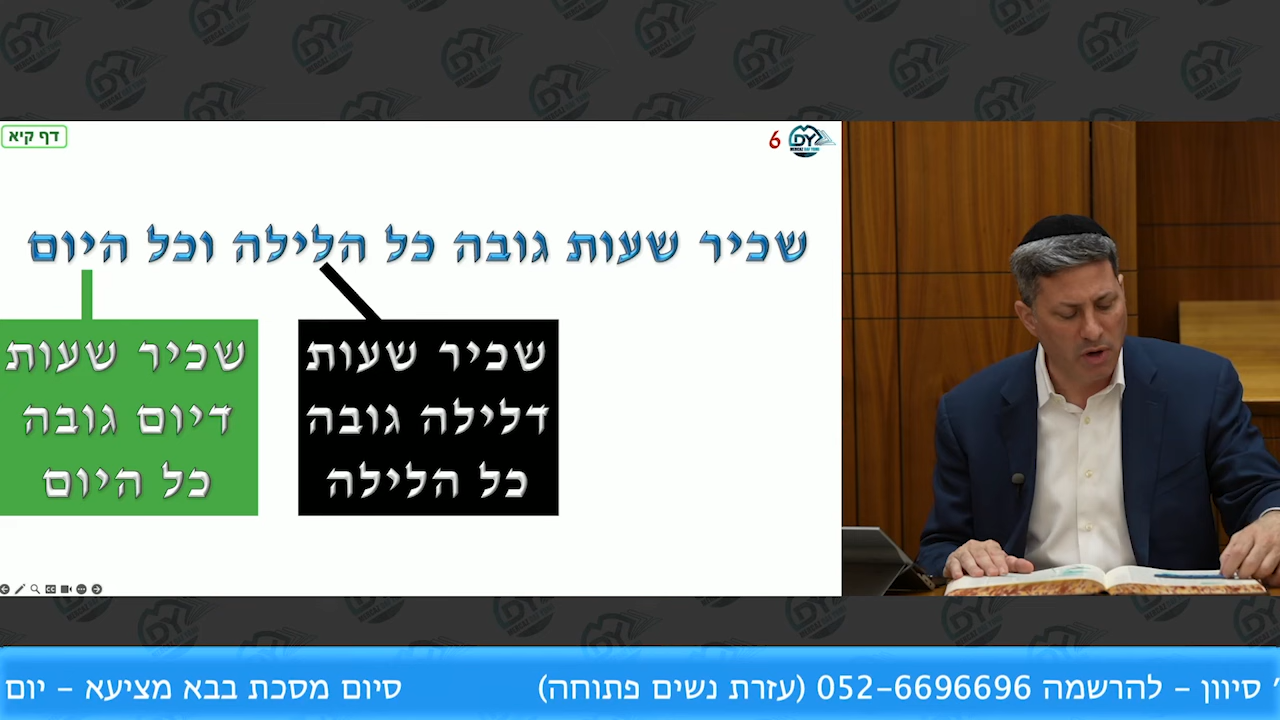 דף קיא
6
DY
שכיר שעות גובה כל הלילה וכל היום
שכיר שעות
דלילה גובה
כל הלילה
שכיר שעות
דיום גובה
כל היום
סיוון - להרשמה 052-6696696 (עזרת נשים פתוחה)
סיום מסכת בבא מציעא - יום